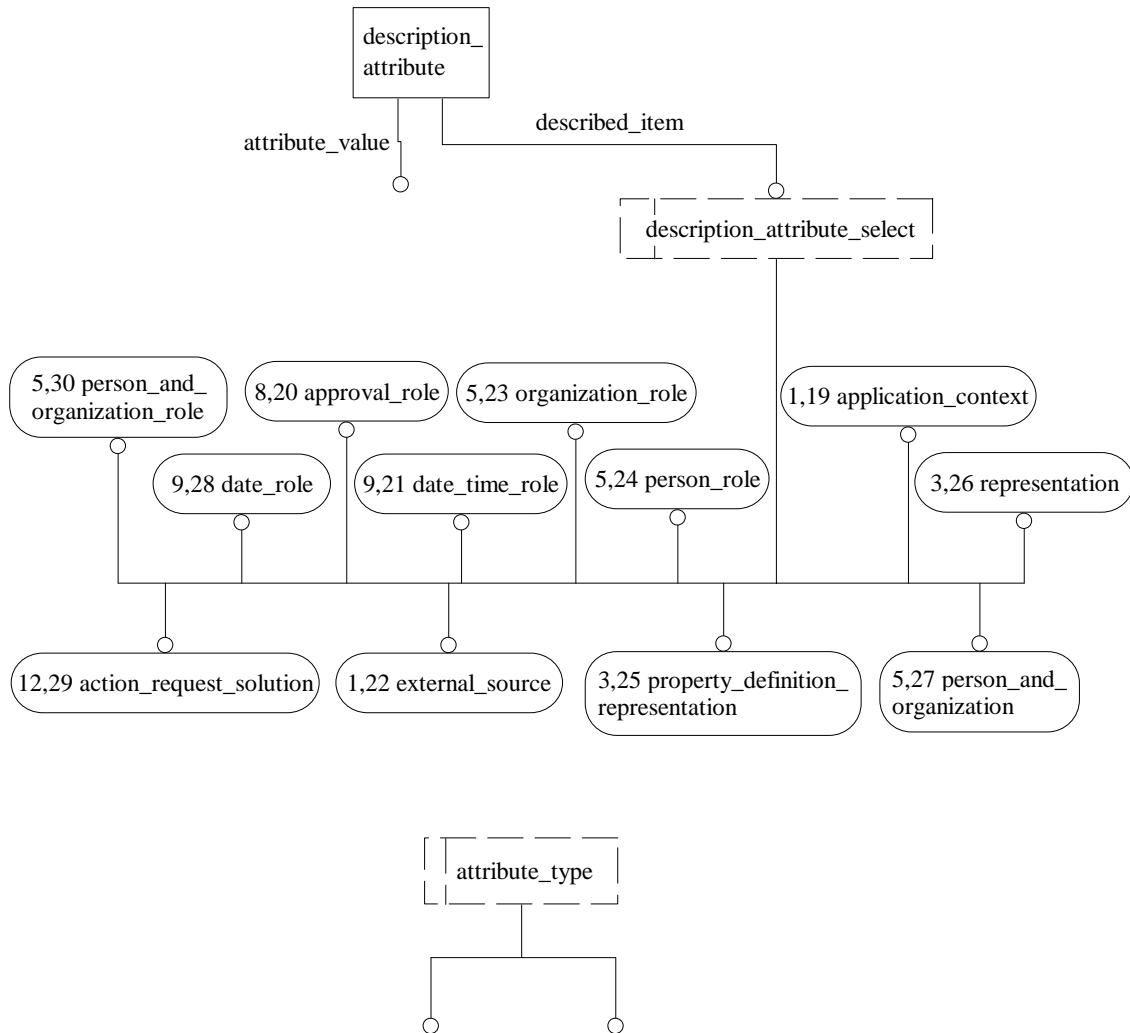 description_
attribute
described_item
attribute_value
description_attribute_select
5,30 person_and_
organization_role
8,20 approval_role
5,23 organization_role
1,19 application_context
9,28 date_role
9,21 date_time_role
5,24 person_role
3,26 representation
12,29 action_request_solution
1,22 external_source
3,25 property_definition_
representation
5,27 person_and_
organization
attribute_type